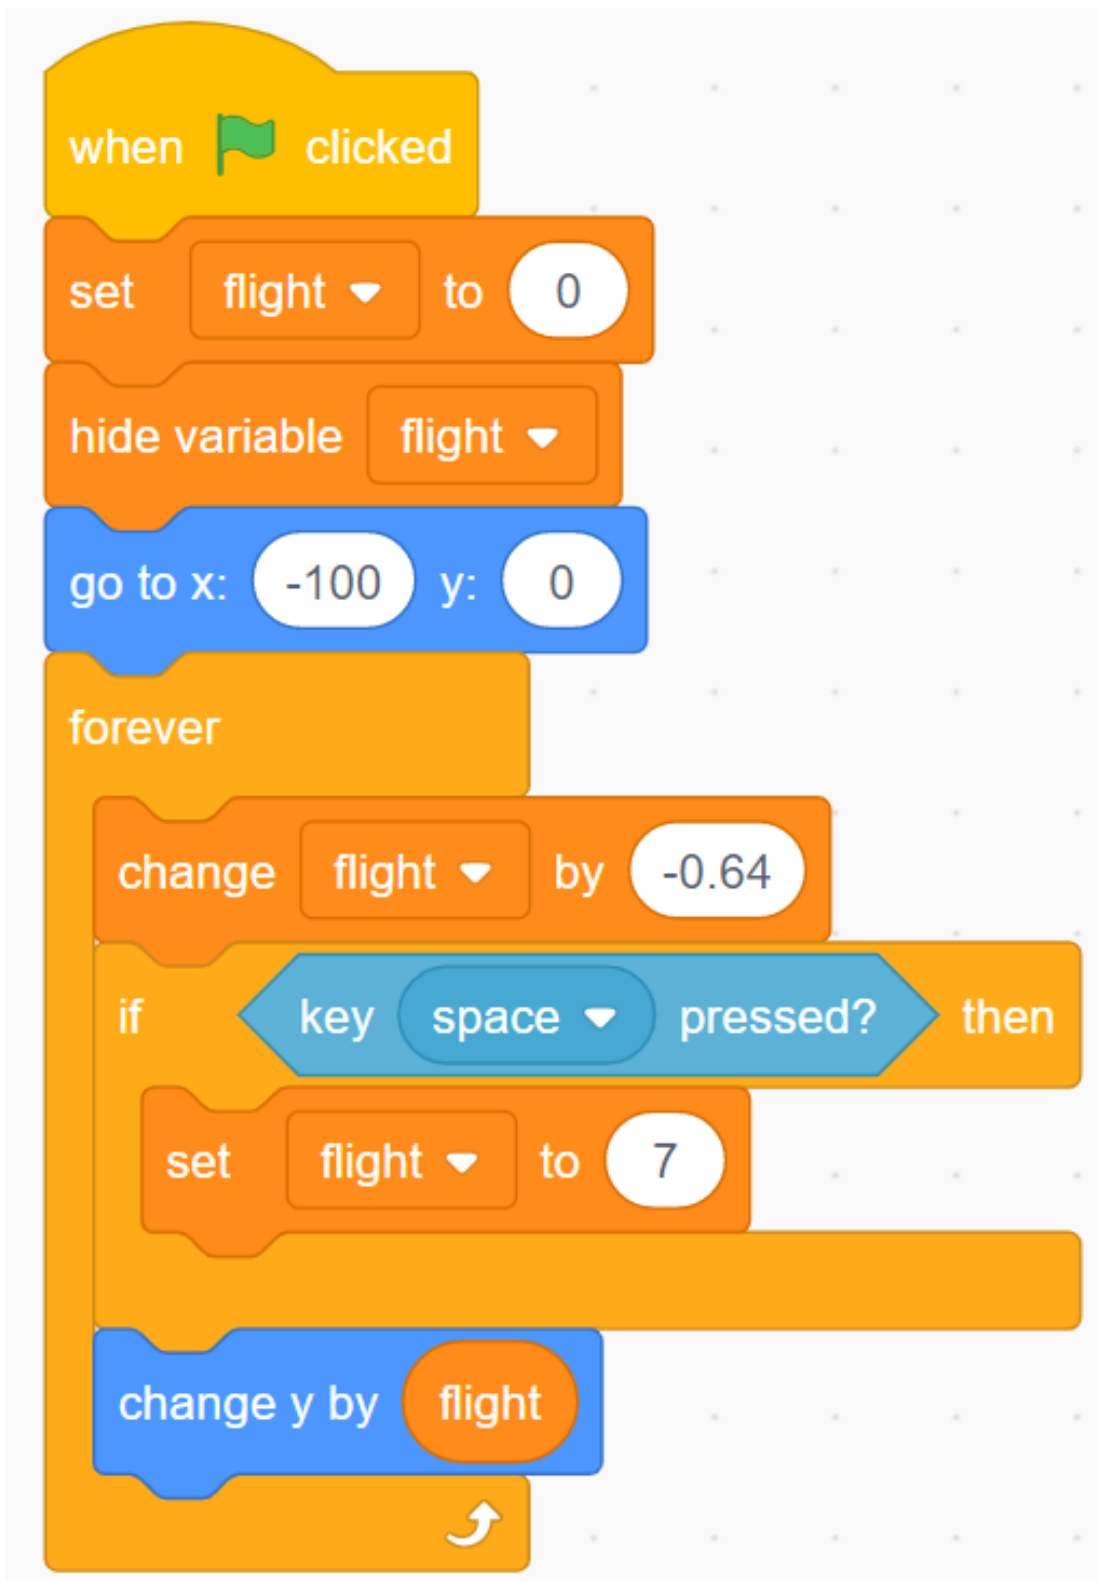 when clicked
set flight to 0
hide variable flight
go to x: -100 y: 0
forever
change flight by -0.64
if key space pressed? then
set flight to 7
change y by flight